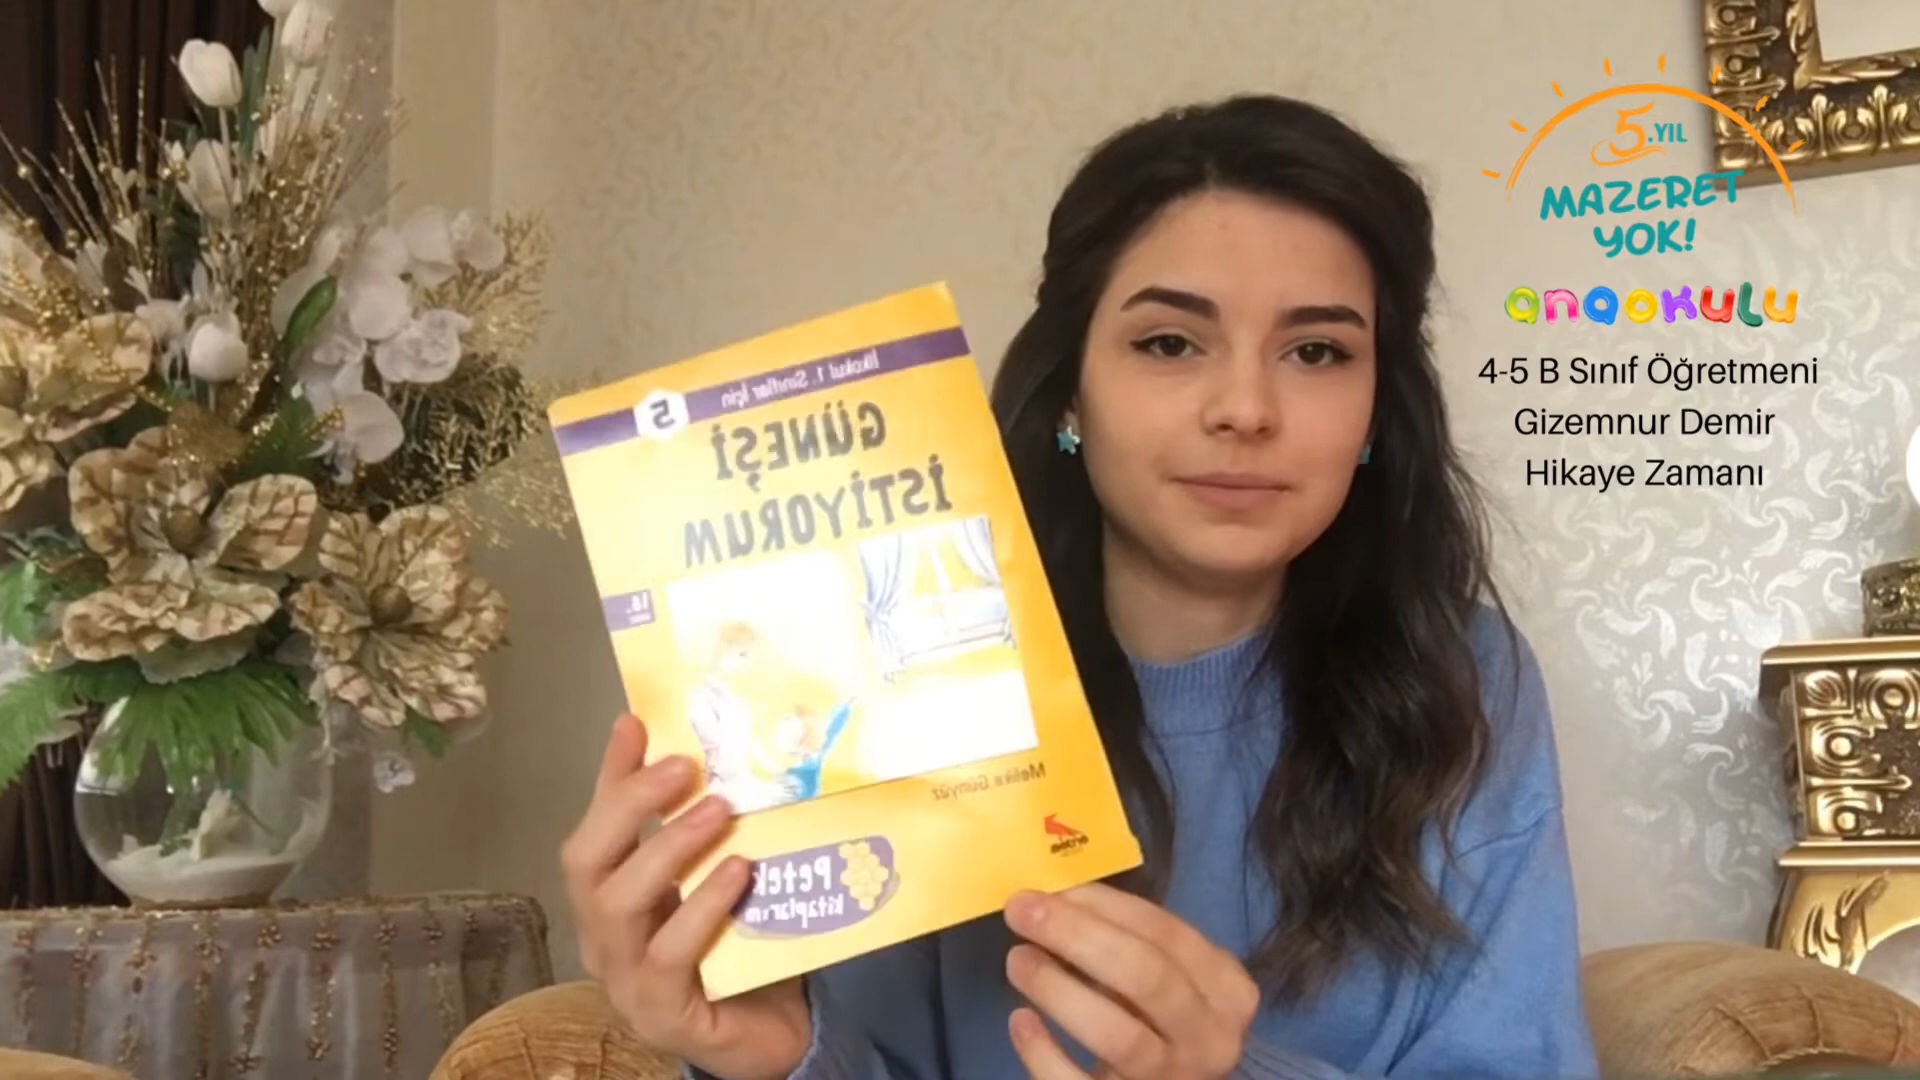 İlkokul 1. Sınıflar İçin
5
GÜNEŞİ
İSTİYORUM
Melike Günyüz
erdem
Petek
kitaplarım
5.YIL
MAZERET
YOK!
anaokulu
4-5 B Sınıf Öğretmeni
Gizemnur Demir
Hikaye Zamanı